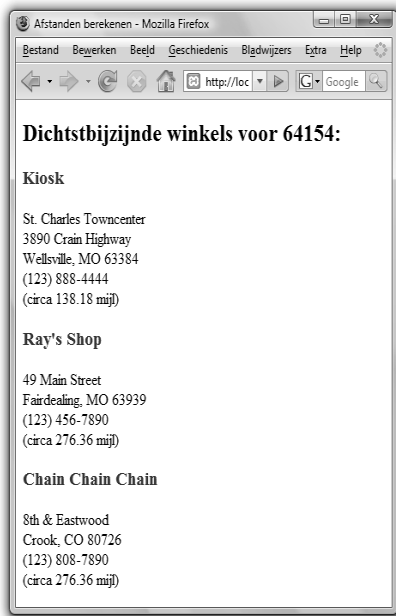 Afstanden berekenen - Mozilla Firefox
Bestand Bewerken Beeld Geschiedenis Bladwijzers Extra Help
http://loc G Google
Dichtstbijzijnde winkels voor 64154:
Kiosk
St. Charles Towncenter
3890 Crain Highway
Wellsville, MO 63384
(123) 888-4444
(circa 138.18 mijl)
Ray's Shop
49 Main Street
Fairdealing, MO 63939
(123) 456-7890
(circa 276.36 mijl)
Chain Chain Chain
8th & Eastwood
Crook, CO 80726
(123) 808-7890
(circa 276.36 mijl)